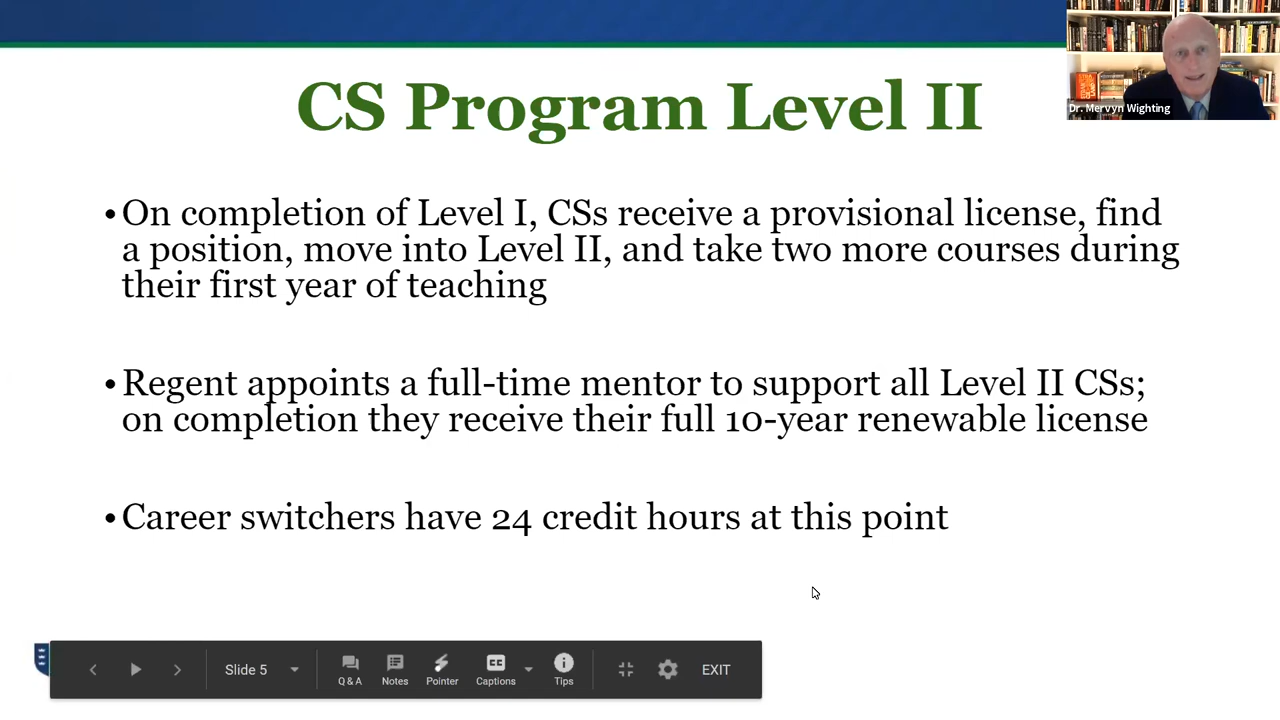 CS Program Level II
Dr. Mervyn Wighting
•On completion of Level I, CSs receive a provisional license, find
a position, move into Level II, and take two more courses during
their first year of teaching
•Regent appoints a full-time mentor to support all Level II CSs;
on completion they receive their full 10-year renewable license
•Career switchers have 24 credit hours at this point
Slide 5
Q & A
Notes
Pointer
CC
Captions
Tips
EXIT